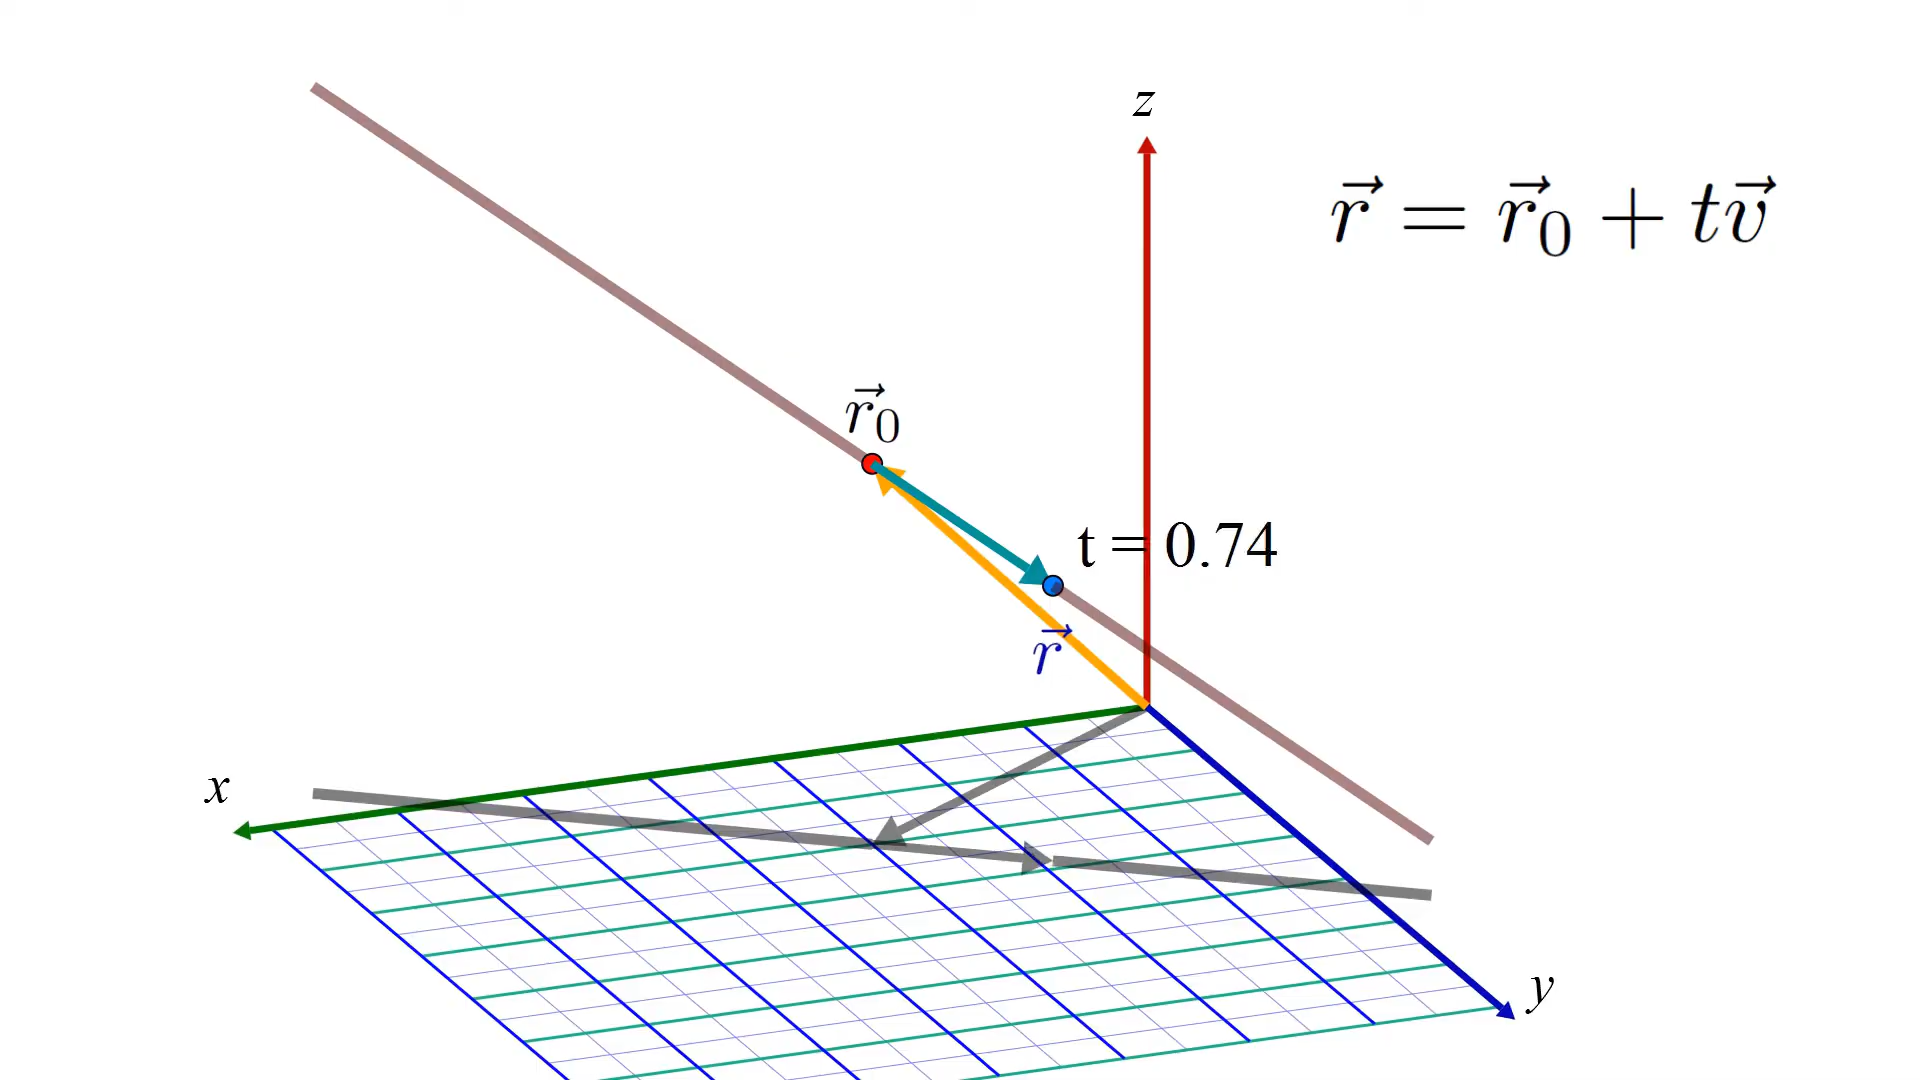 z
r⃗ = r⃗₀ + tv⃗
r⃗₀
t = 0.74
r⃗
x
y